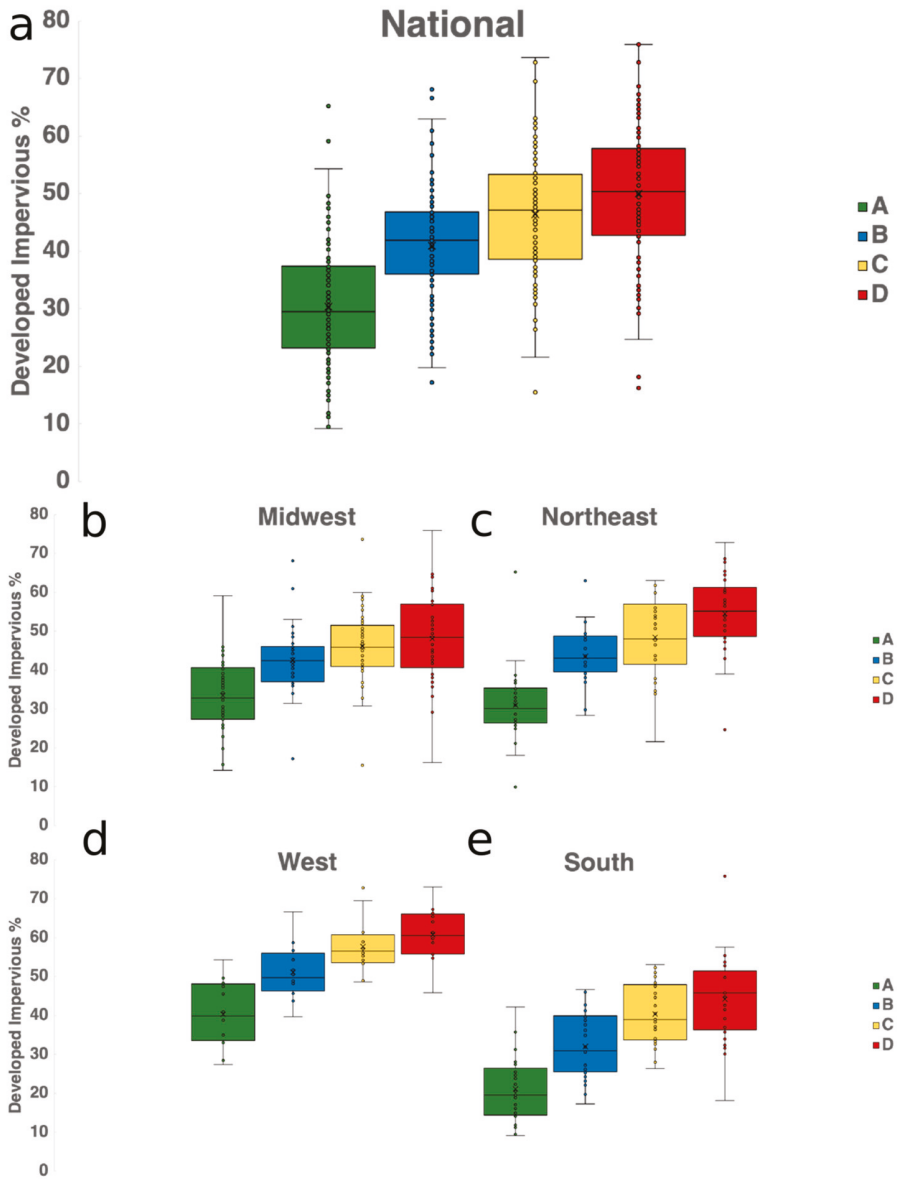 a
National
Developed Impervious %
80
70
60
50
40
30
20
10
0
A
B
C
D
b
Midwest
Developed Impervious %
80
70
60
50
40
30
20
10
0
c
Northeast
A
B
C
D
d
West
Developed Impervious %
80
70
60
50
40
30
20
10
0
e
South
A
B
C
D